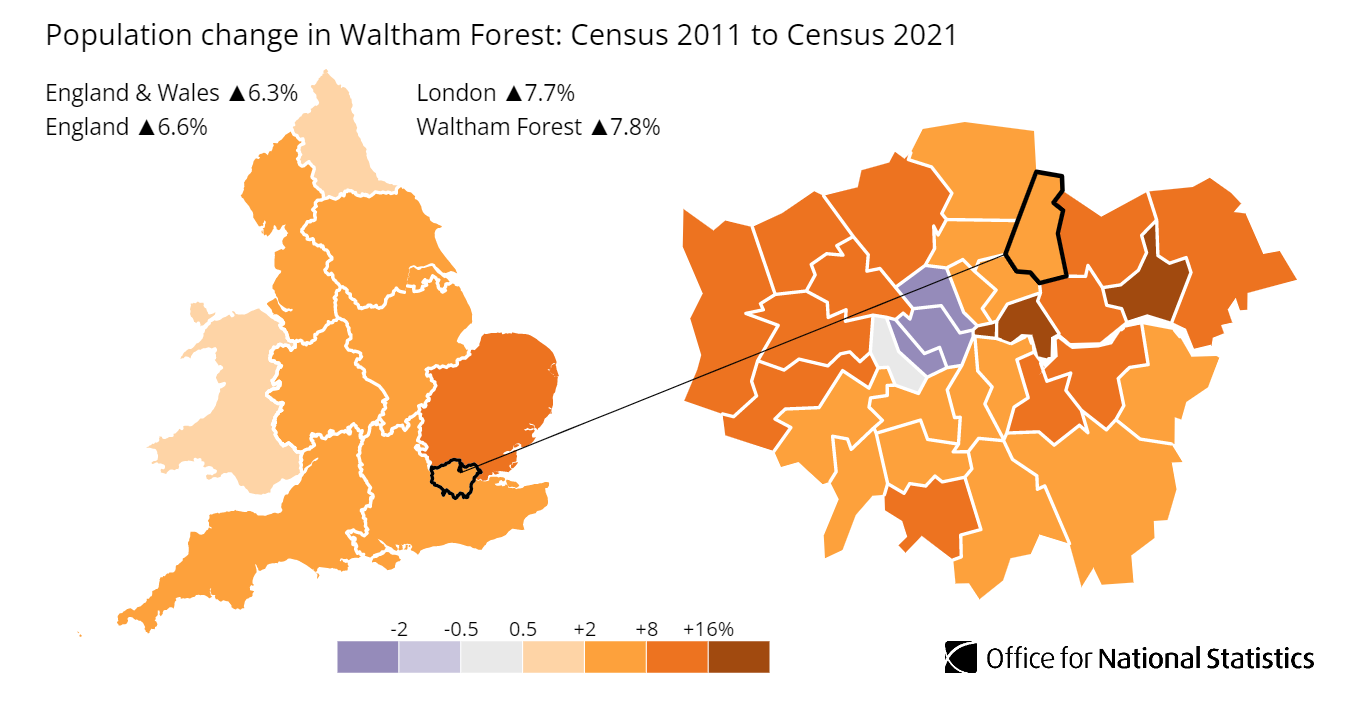 Population change in Waltham Forest: Census 2011 to Census 2021
England & Wales ▲6.3%
London ▲7.7%
England ▲6.6%
Waltham Forest ▲7.8%
-2 -0.5 0.5 +2 +8 +16%
Office for National Statistics